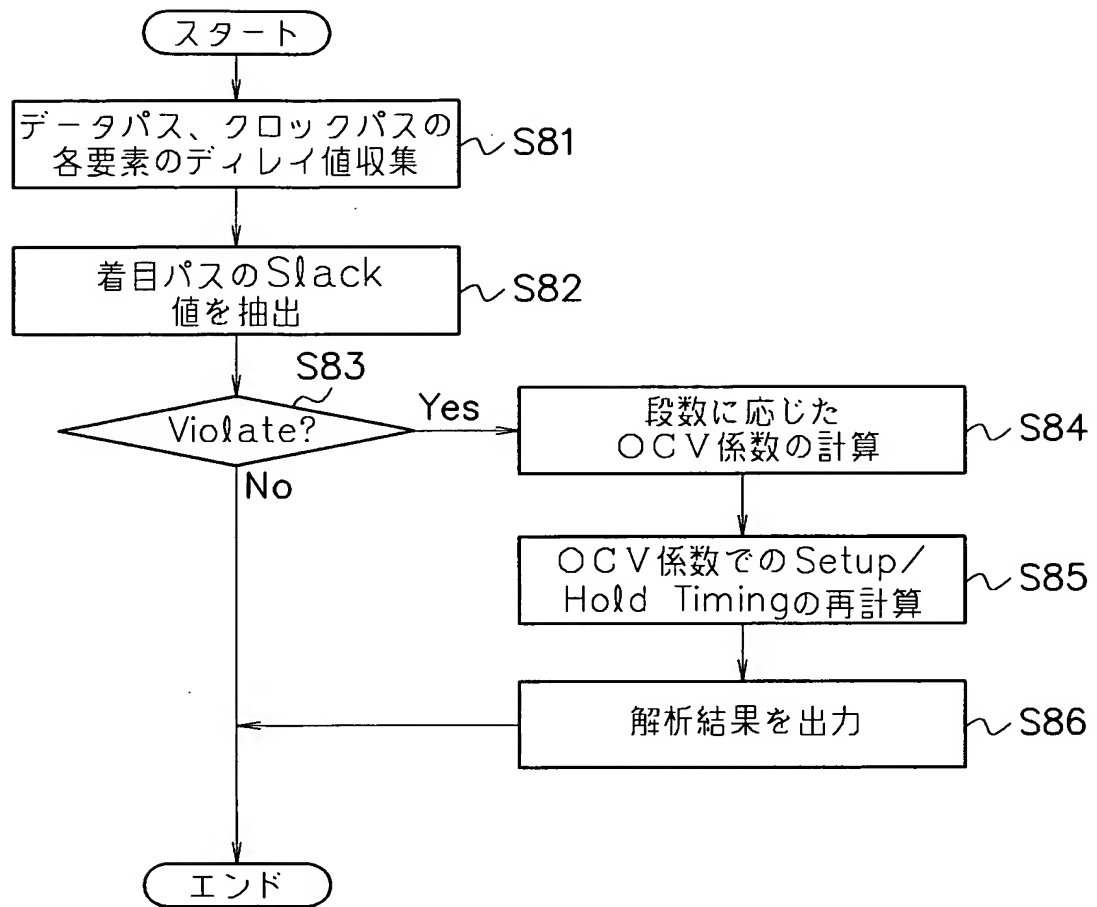 スタート
データパス、クロックパスの
各要素のディレイ値収集
S81
着目パスのSlack
値を抽出
S82
S83
Violate?
Yes
No
段数に応じた
OCV係数の計算
S84
OCV係数でのSetup/
Hold Timingの再計算
S85
解析結果を出力
S86
エンド